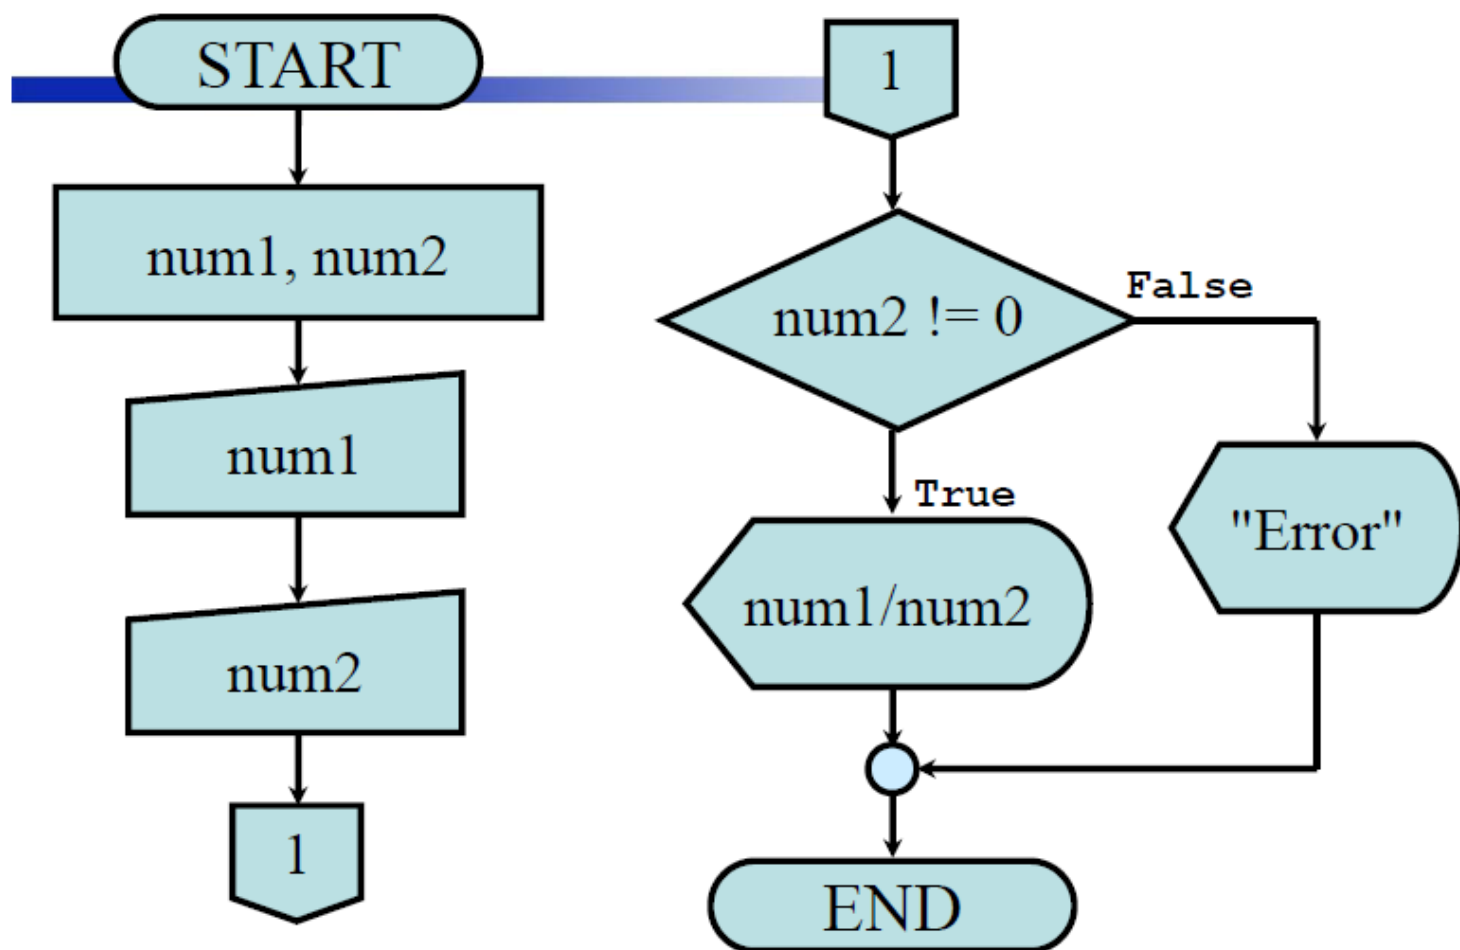 START
num1, num2
num1
num2
1
1
num2 != 0
False
True
num1/num2
"Error"
END